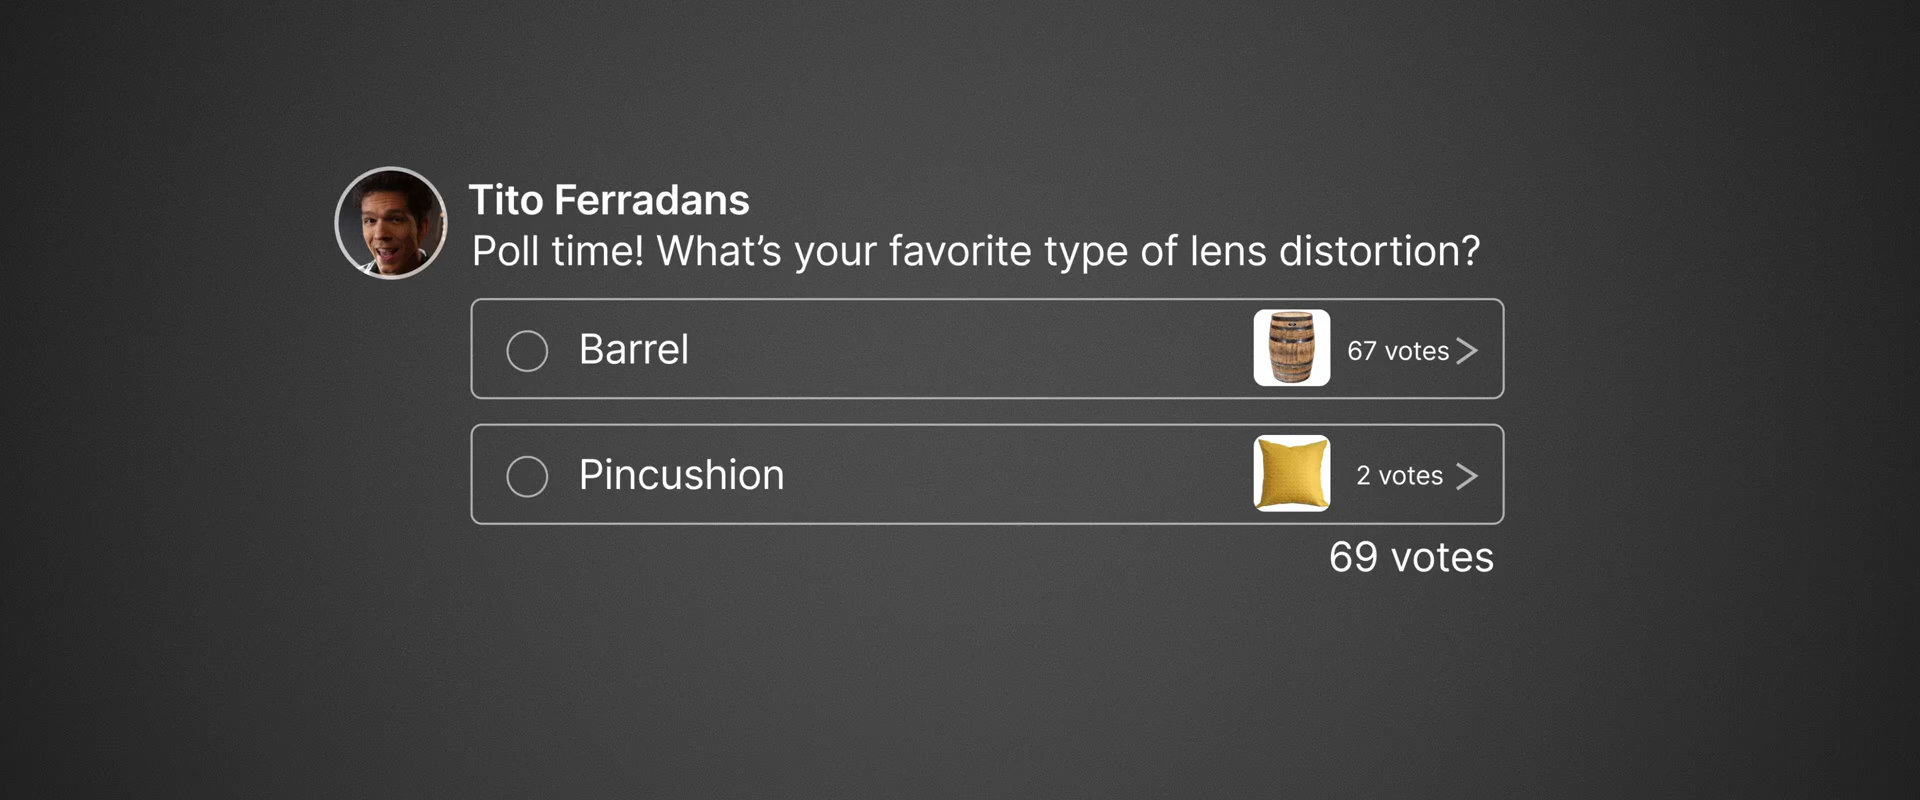 Tito Ferradans
Poll time! What’s your favorite type of lens distortion?
Barrel
67 votes
Pincushion
2 votes
69 votes